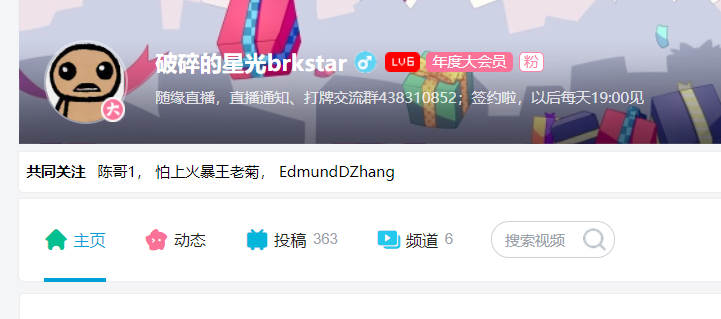 破碎的星光brkstar LV6 年度大会员 粉
大
随缘直播，直播通知、打牌交流群438310852；签约啦，以后每天19:00见
共同关注 陈哥1， 怕上火暴王老菊， EdmundDZhang
主页 动态 投稿 363 频道 6 搜索视频